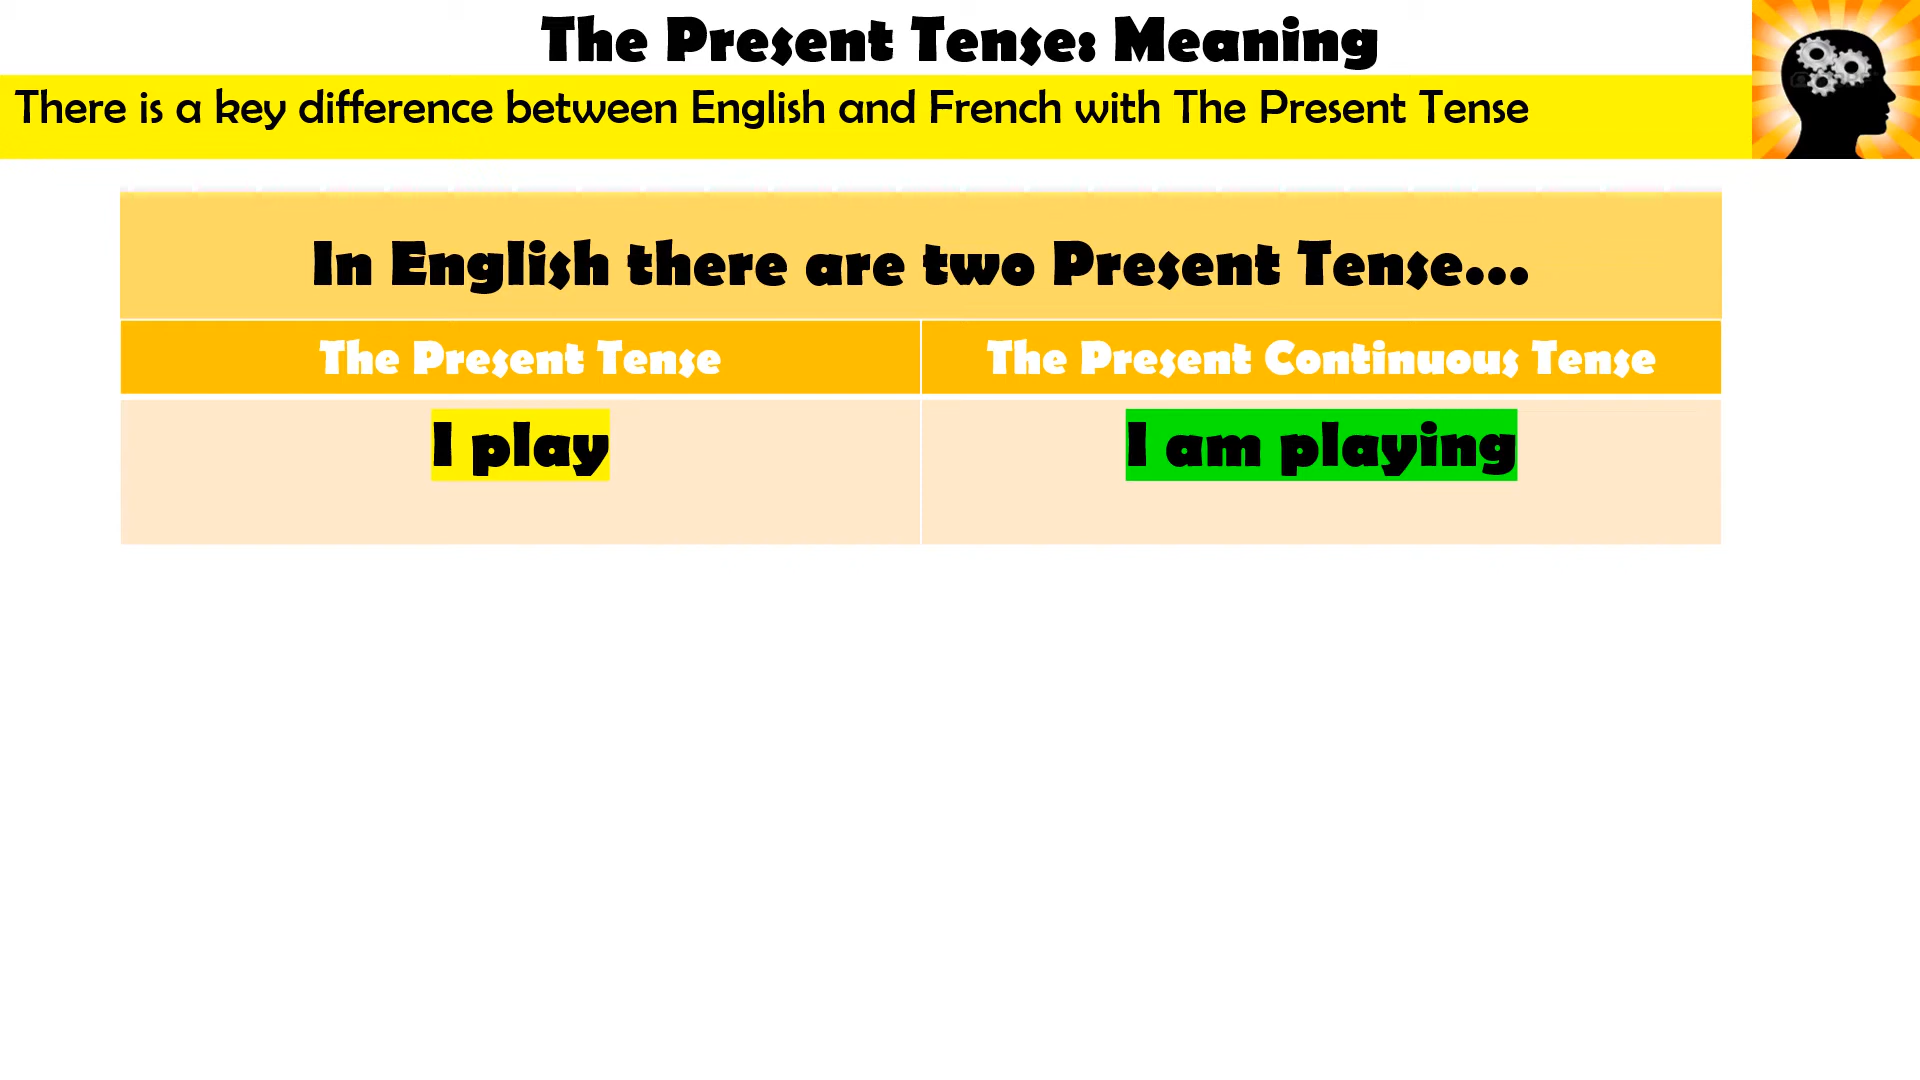 The Present Tense: Meaning
There is a key difference between English and French with The Present Tense
In English there are two Present Tense...
The Present Tense
The Present Continuous Tense
I play
I am playing